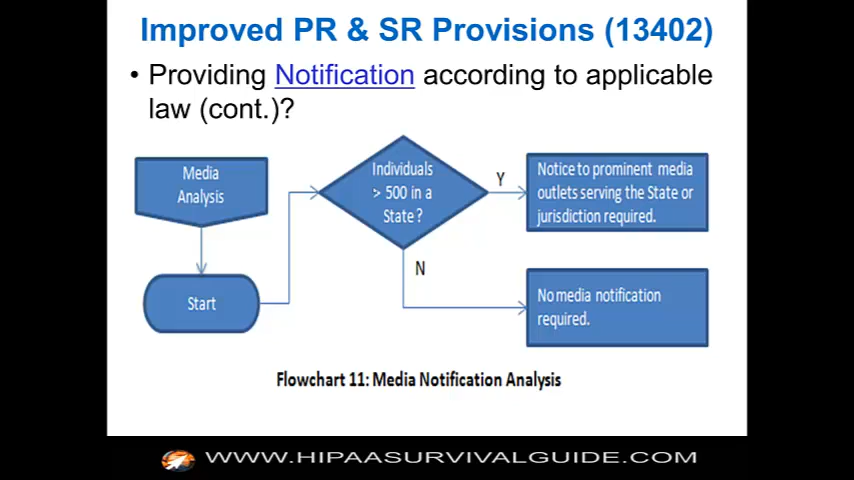 Improved PR & SR Provisions (13402)
• Providing Notification according to applicable
law (cont.)?
Media
Analysis
Start
Individuals
> 500 in a
State?
Y
N
Notice to prominent media
outlets serving the State or
jurisdiction required.
No media notification
required.
Flowchart 11: Media Notification Analysis
WWW.HIPAASURVIVALGUIDE.COM